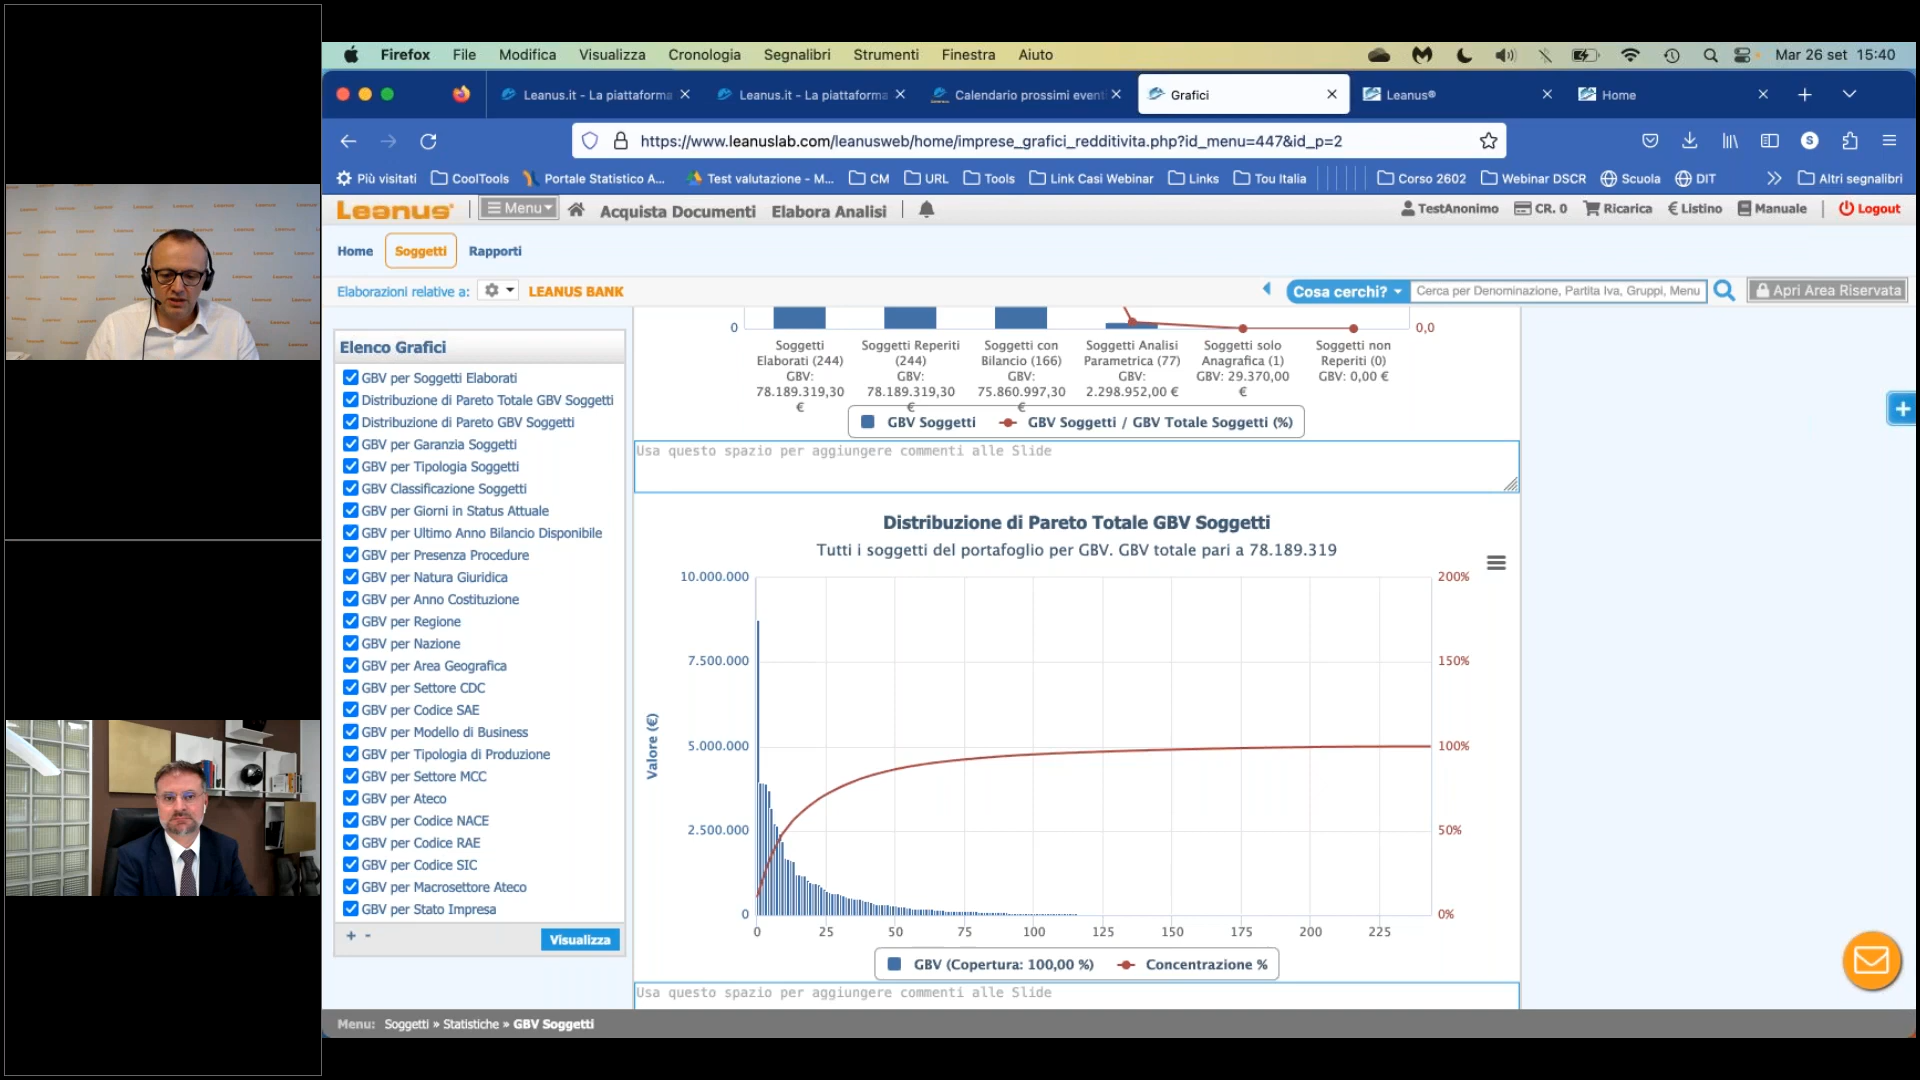 Firefox File Modifica Visualizza Cronologia Segnalibri Strumenti Finestra Aiuto Mar 26 set 15:40
Leanus.it - La piattaforma Leanus.it - La piattaforma Calendario prossimi event Grafici Leanus® Home
https://www.leanuslab.com/leanusweb/home/imprese_grafici_redditivita.php?id_menu=447&id_p=2
Più visitati CoolTools Portale Statistico A... Test valutazione - M... CM URL Tools Link Casi Webinar Links Tou Italia Corso 2602 Webinar DSCR Scuola DIT Altri segnalibri
Leanus® Menu Acquista Documenti Elabora Analisi TestAnonimo CR. 0 Ricarica € Listino Manuale Logout
Home Soggetti Rapporti
Elaborazioni relative a: LEANUS BANK Cosa cerchi? Cerca per Denominazione, Partita Iva, Gruppi, Menu Apri Area Riservata
Elenco Grafici
GBV per Soggetti Elaborati
Distribuzione di Pareto Totale GBV Soggetti
Distribuzione di Pareto GBV Soggetti
GBV per Garanzia Soggetti
GBV per Tipologia Soggetti
GBV Classificazione Soggetti
GBV per Giorni in Status Attuale
GBV per Ultimo Anno Bilancio Disponibile
GBV per Presenza Procedure
GBV per Natura Giuridica
GBV per Anno Costituzione
GBV per Regione
GBV per Nazione
GBV per Area Geografica
GBV per Settore CDC
GBV per Codice SAE
GBV per Modello di Business
GBV per Tipologia di Produzione
GBV per Settore MCC
GBV per Ateco
GBV per Codice NACE
GBV per Codice RAE
GBV per Codice SIC
GBV per Macrosettore Ateco
GBV per Stato Impresa
+ - Visualizza
0 0,0
Soggetti Elaborati (244) GBV: 78.189.319,30 €
Soggetti Reperiti (244) GBV: 78.189.319,30 €
Soggetti con Bilancio (166) GBV: 75.860.997,30 €
Soggetti Analisi Parametrica (77) GBV: 2.298.952,00 €
Soggetti solo Anagrafica (1) GBV: 29.370,00 €
Soggetti non Reperiti (0) GBV: 0,00 €
GBV Soggetti GBV Soggetti / GBV Totale Soggetti (%)
Usa questo spazio per aggiungere commenti alle Slide
Distribuzione di Pareto Totale GBV Soggetti
Tutti i soggetti del portafoglio per GBV. GBV totale pari a 78.189.319
10.000.000 200%
7.500.000 150%
Valore (€)
5.000.000 100%
2.500.000 50%
0 0%
0 25 50 75 100 125 150 175 200 225
GBV (Copertura: 100,00 %) Concentrazione %
Usa questo spazio per aggiungere commenti alle Slide
Menu: Soggetti » Statistiche » GBV Soggetti